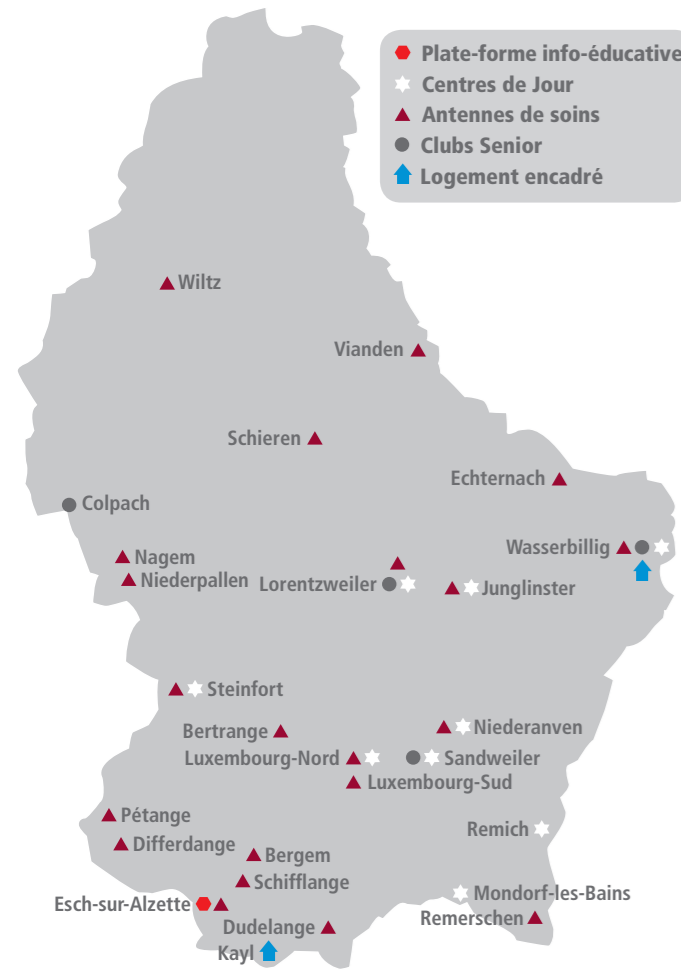 Plate-forme info-éducative
Centres de Jour
Antennes de soins
Clubs Senior
Logement encadré
Wiltz
Vianden
Schieren
Echternach
Colpach
Wasserbillig
Nagem
Niederpallen
Lorentzweiler
Junglinster
Steinfort
Bertrange
Niederanven
Luxembourg-Nord
Sandweiler
Luxembourg-Sud
Pétange
Remich
Differdange
Bergem
Schifflange
Mondorf-les-Bains
Esch-sur-Alzette
Remerschen
Dudelange
Kayl